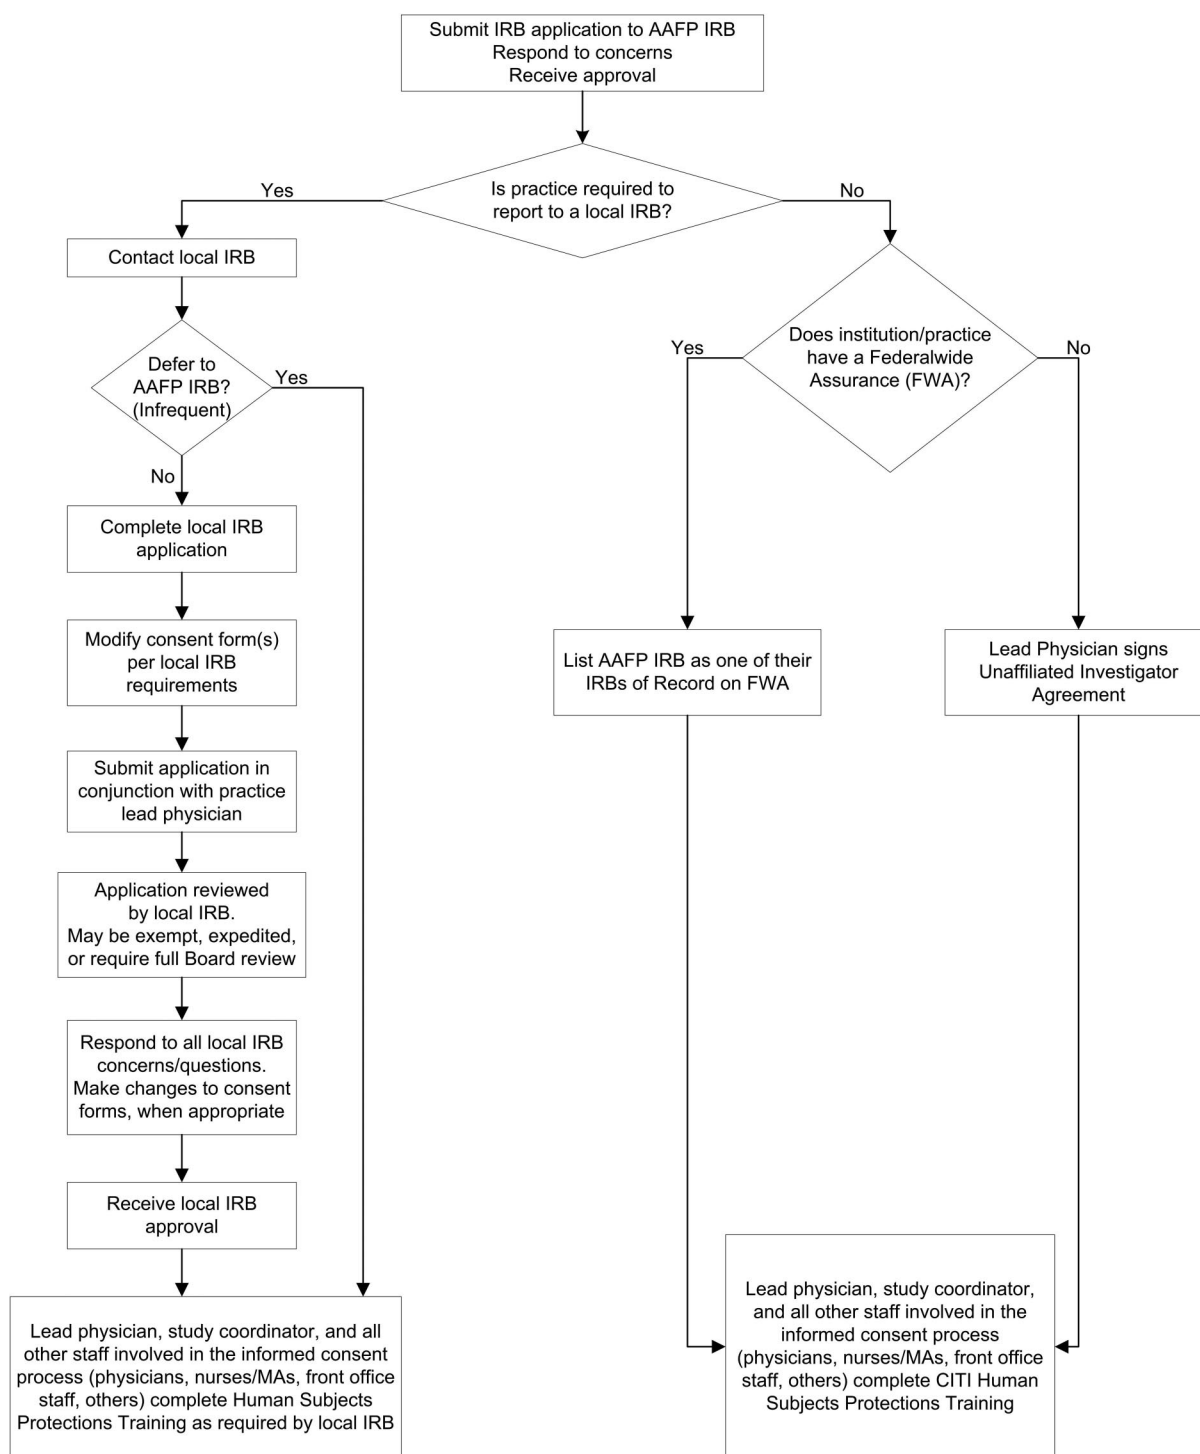 Submit IRB application to AAFP IRB
Respond to concerns
Receive approval
Is practice required to
report to a local IRB?
Yes
No
Contact local IRB
Defer to
AAFP IRB?
(Infrequent)
Yes
No
Complete local IRB
application
Modify consent form(s)
per local IRB
requirements
Submit application in
conjunction with practice
lead physician
Application reviewed
by local IRB.
May be exempt, expedited,
or require full Board review
Respond to all local IRB
concerns/questions.
Make changes to consent
forms, when appropriate
Receive local IRB
approval
Lead physician, study coordinator, and all
other staff involved in the informed consent
process (physicians, nurses/MAs, front office
staff, others) complete Human Subjects
Protections Training as required by local IRB
Does institution/practice
have a Federalwide
Assurance (FWA)?
Yes
No
List AAFP IRB as one of their
IRBs of Record on FWA
Lead Physician signs
Unaffiliated Investigator
Agreement
Lead physician, study coordinator,
and all other staff involved in the
informed consent process
(physicians, nurses/MAs, front office
staff, others) complete CITI Human
Subjects Protections Training